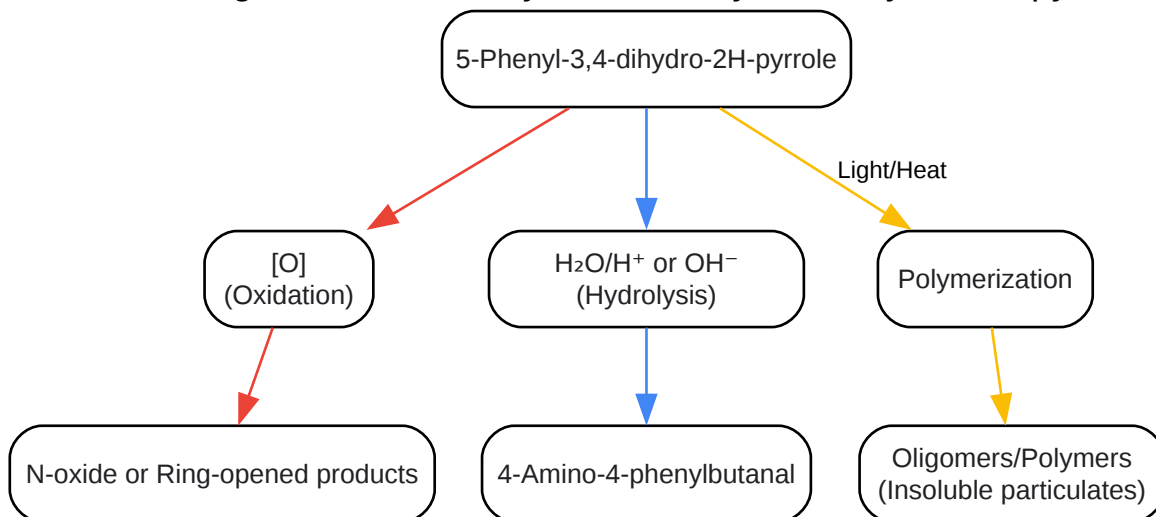 5-Phenyl-3,4-dihydro-2H-pyrrole
Light/Heat
[O]
(Oxidation)
H₂O/H⁺ or OH⁻
(Hydrolysis)
Polymerization
N-oxide or Ring-opened products
4-Amino-4-phenylbutanal
Oligomers/Polymers
(Insoluble particulates)